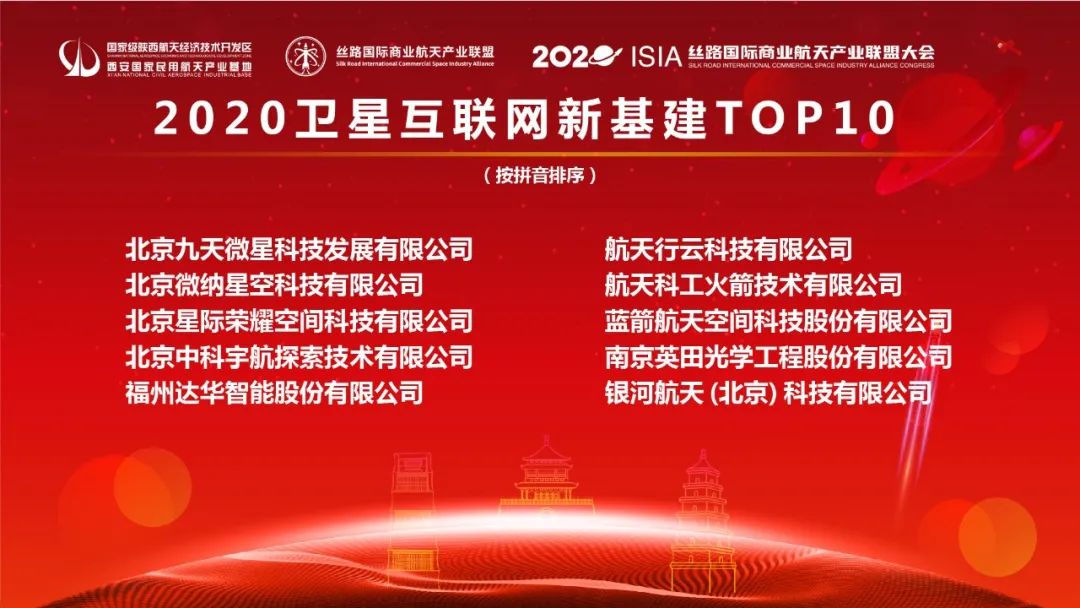 国家级陕西航天经济技术开发区
西安国家民用航天产业基地
XI'AN NATIONAL CIVIL AEROSPACE INDUSTRIAL BASE
丝路国际商业航天产业联盟
Silk Road International Commercial Space Industry Alliance
2020 ISIA 丝路国际商业航天产业联盟大会
SILK ROAD INTERNATIONAL COMMERCIAL SPACE INDUSTRY ALLIANCE CONGRESS
2020卫星互联网新基建TOP10
（按拼音排序）
北京九天微星科技发展有限公司
北京微纳星空科技有限公司
北京星际荣耀空间科技有限公司
北京中科宇航探索技术有限公司
福州达华智能股份有限公司
航天行云科技有限公司
航天科工火箭技术有限公司
蓝箭航天空间科技股份有限公司
南京英田光学工程股份有限公司
银河航天 (北京) 科技有限公司